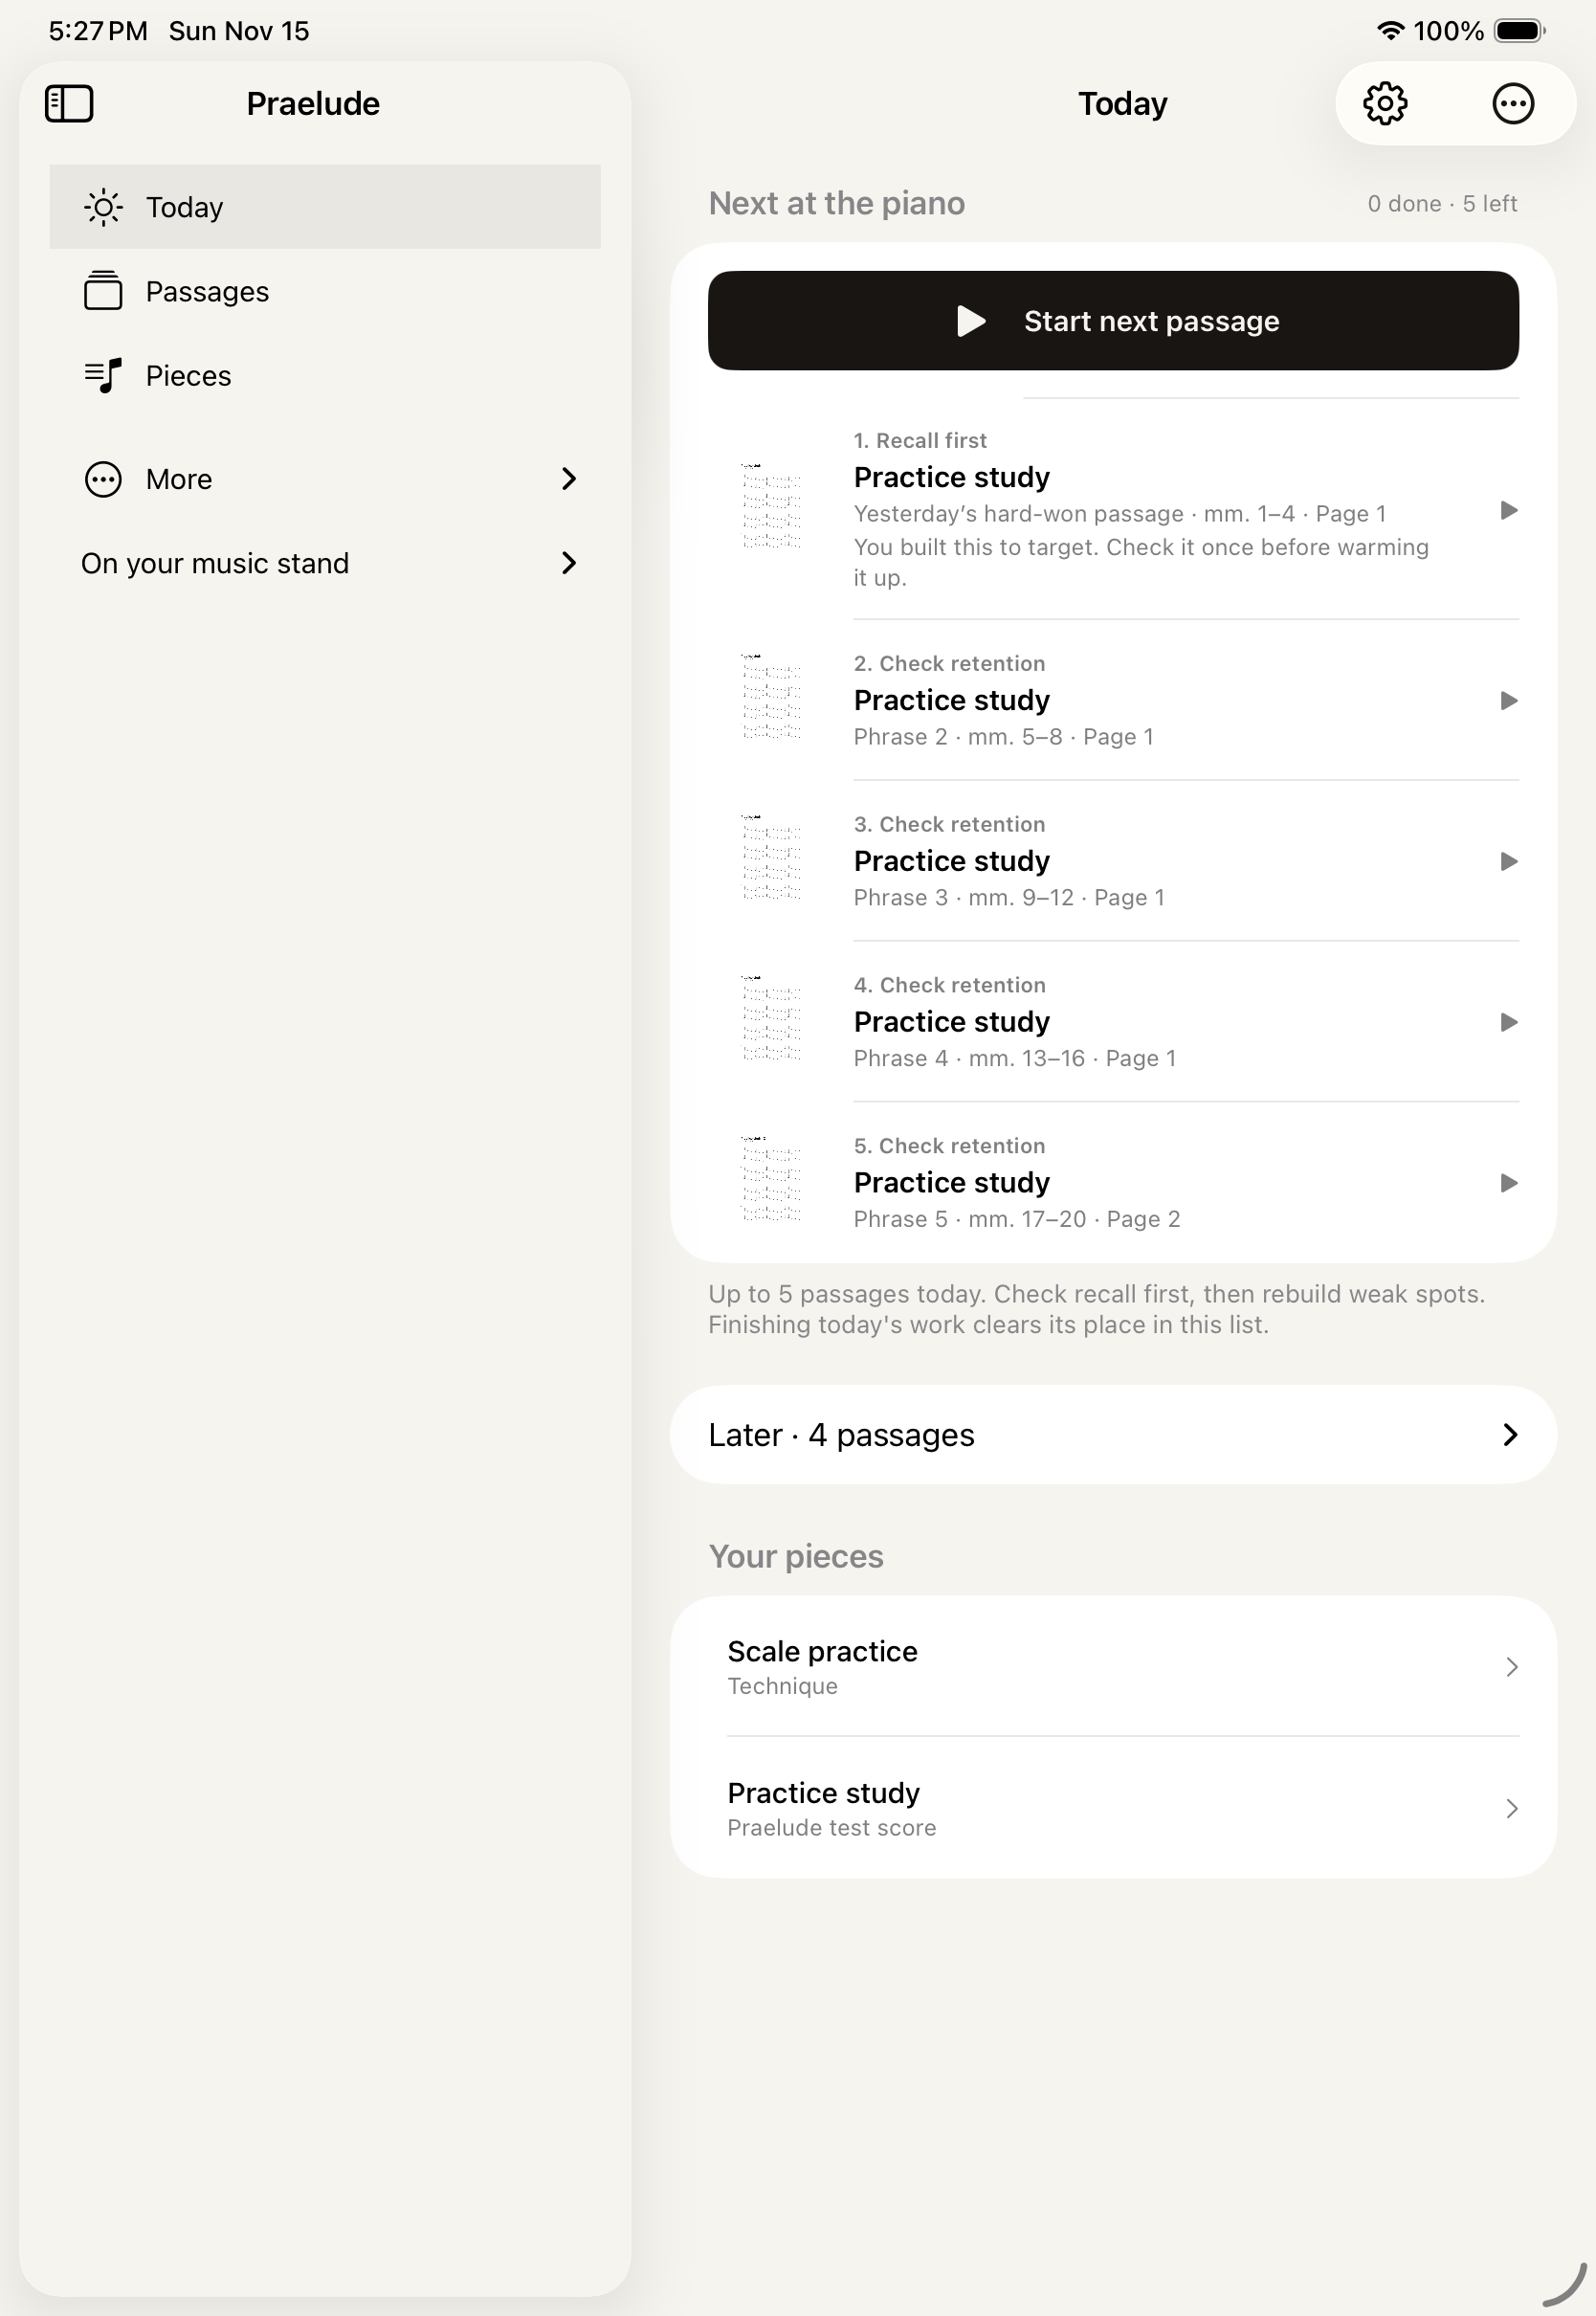 5:27 PM Sun Nov 15
100%
Praelude
Today
Passages
Pieces
More
On your music stand
Today
Next at the piano
0 done · 5 left
Start next passage
1. Recall first
Practice study
Yesterday’s hard-won passage · mm. 1–4 · Page 1
You built this to target. Check it once before warming
it up.
2. Check retention
Practice study
Phrase 2 · mm. 5–8 · Page 1
3. Check retention
Practice study
Phrase 3 · mm. 9–12 · Page 1
4. Check retention
Practice study
Phrase 4 · mm. 13–16 · Page 1
5. Check retention
Practice study
Phrase 5 · mm. 17–20 · Page 2
Up to 5 passages today. Check recall first, then rebuild weak spots.
Finishing today's work clears its place in this list.
Later · 4 passages
Your pieces
Scale practice
Technique
Practice study
Praelude test score